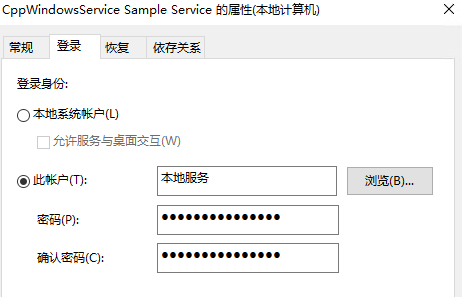 CppWindowsService Sample Service 的属性(本地计算机)
常规 登录 恢复 依存关系
登录身份:
本地系统帐户(L)
允许服务与桌面交互(W)
此帐户(T): 本地服务 浏览(B)...
密码(P): ●●●●●●●●●●●●●●●
确认密码(C): ●●●●●●●●●●●●●●●